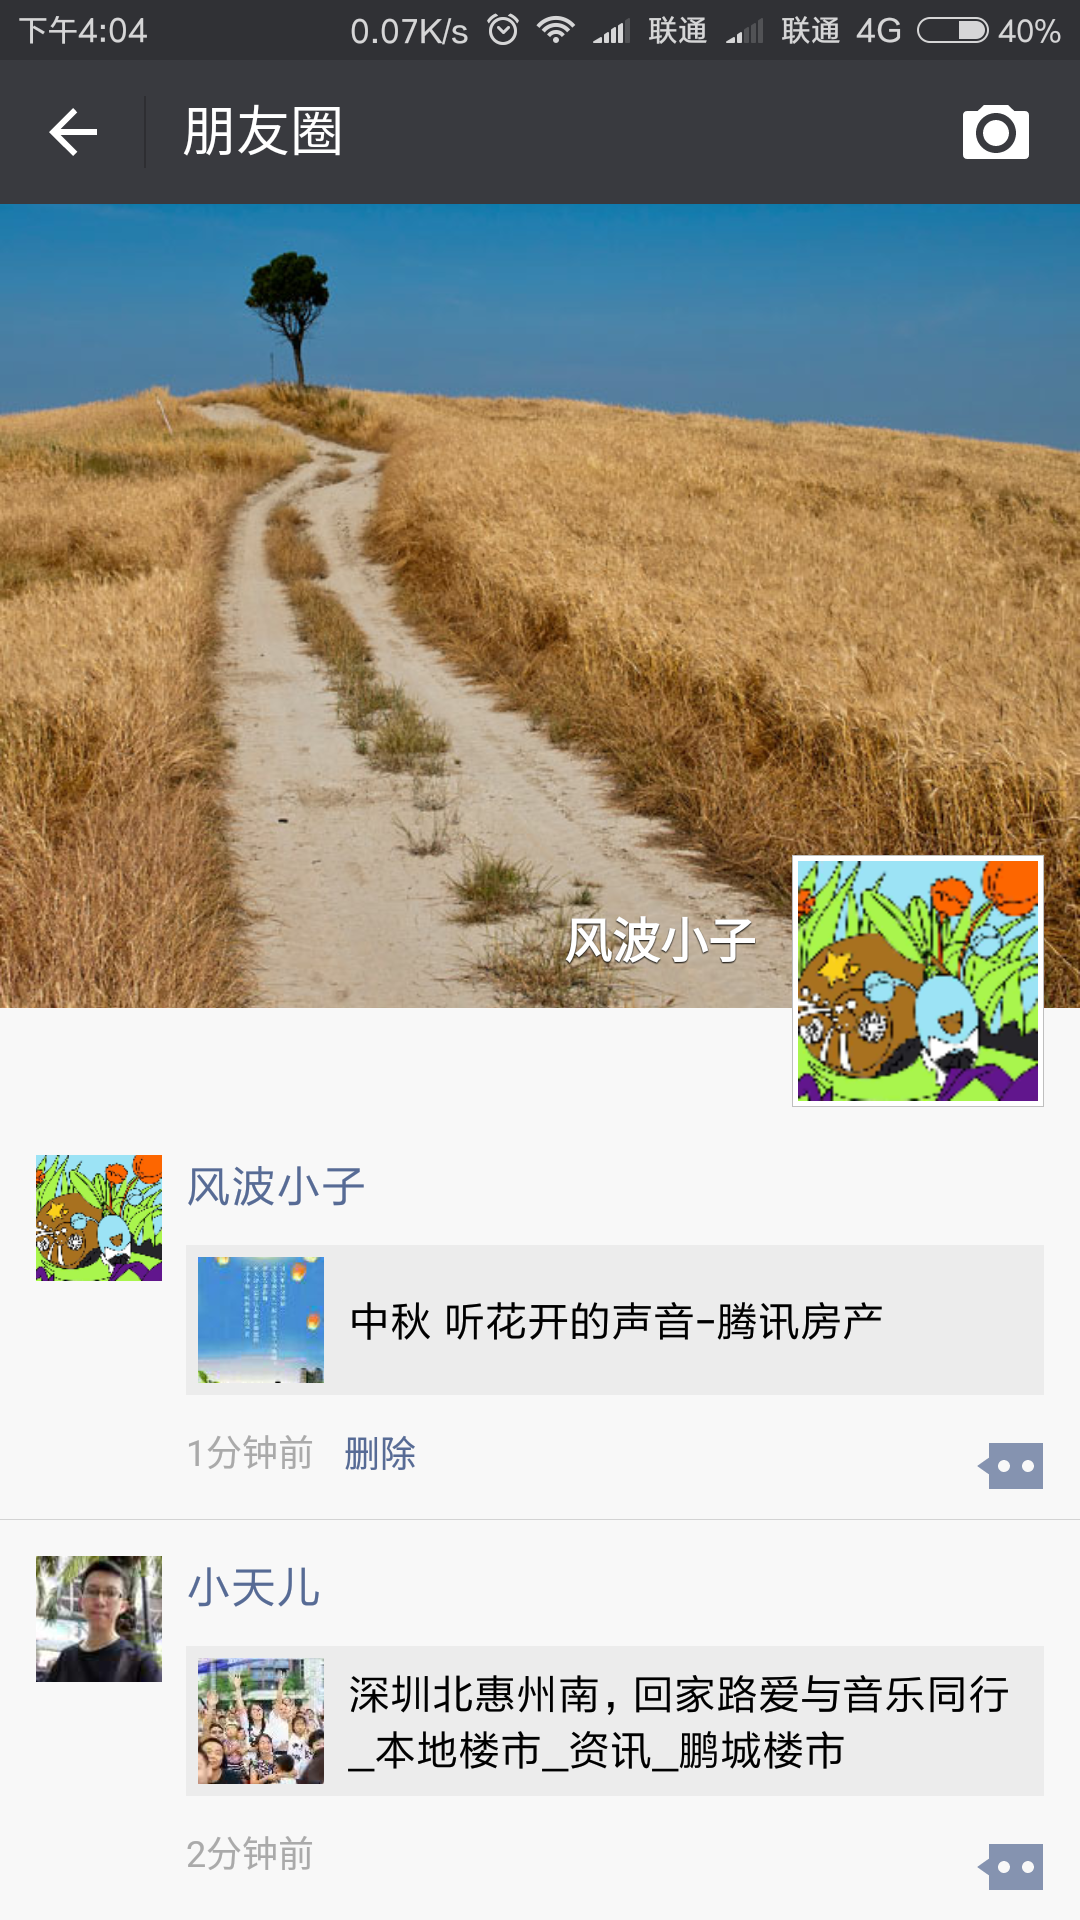 下午4:04 0.07K/s 联通 联通 4G 40%
朋友圈
风波小子
风波小子
中秋 听花开的声音-腾讯房产
1分钟前 删除
小天儿
深圳北惠州南，回家路爱与音乐同行
_本地楼市_资讯_鹏城楼市
2分钟前